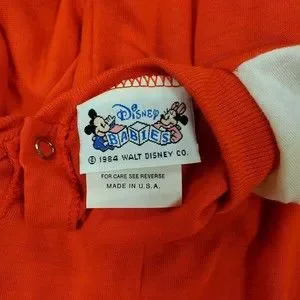 Disney
BABIES
© 1984 WALT DISNEY CO.
FOR CARE SEE REVERSE
MADE IN U.S.A.